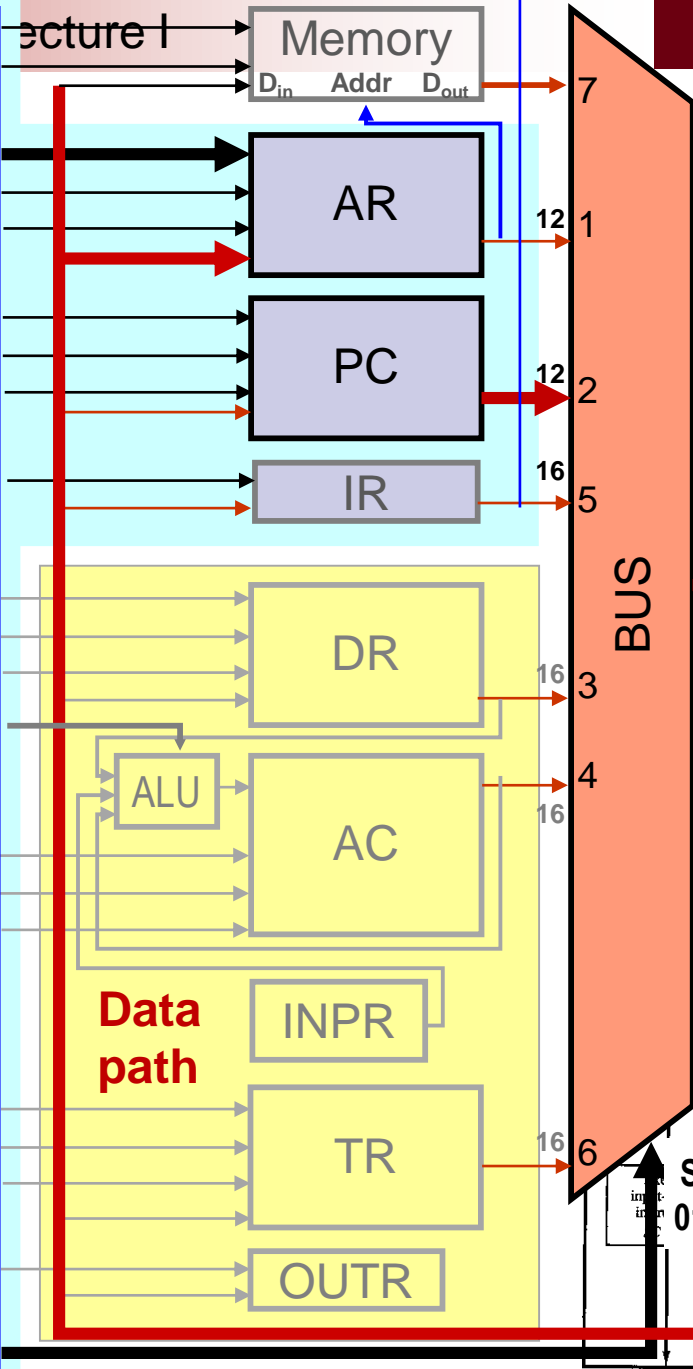 ecture I
Memory
Din Addr Dout
7
AR
12 1
PC
12 2
IR
16 5
BUS
DR
16 3
ALU
4
AC
16
Data
path
INPR
TR
16 6
OUTR